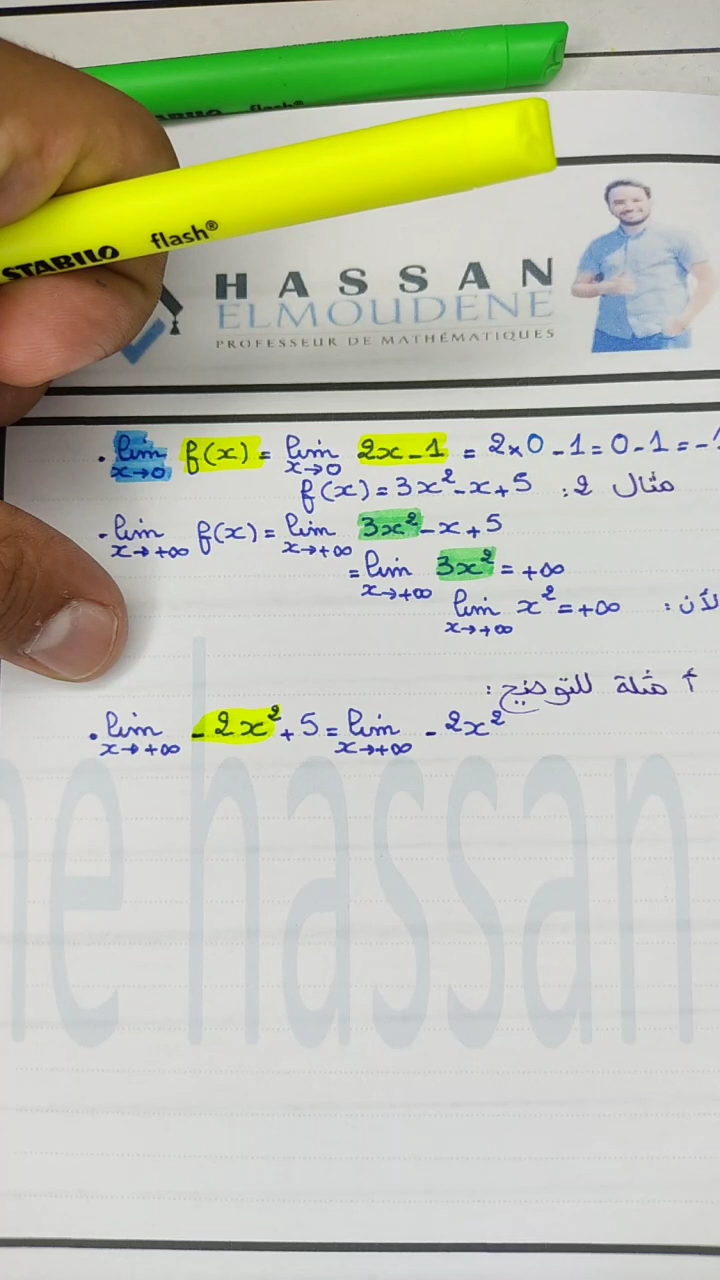 STABILO flash®
HASSAN
ELMOUDENE
PROFESSEUR DE MATHÉMATIQUES
. lim x→0 f(x) = lim x→0 2x - 1 = 2×0 - 1 = 0 - 1 = -1
مثال 2: f(x) = 3x² - x + 5
- lim x→+∞ f(x) = lim x→+∞ 3x² - x + 5
= lim x→+∞ 3x² = +∞
لأن: lim x→+∞ x² = +∞
أمثلة للتوضيح:
. lim x→+∞ -2x² + 5 = lim x→+∞ -2x²
ne hassan